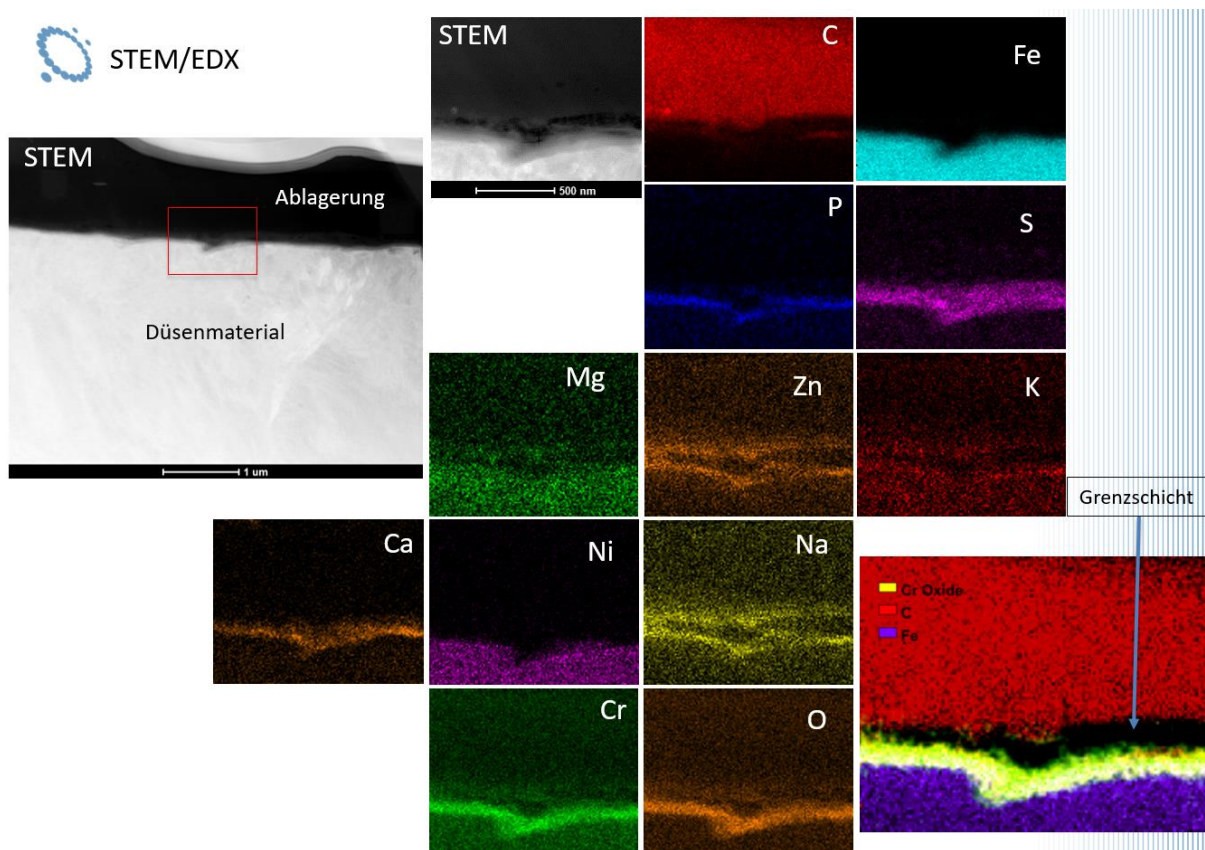 STEM/EDX
STEM
Ablagerung
Düsenmaterial
1 um
STEM
500 nm
C
Fe
P
S
Mg
Zn
K
Grenzschicht
Ca
Ni
Na
Cr
O
Cr Oxide
C
Fe